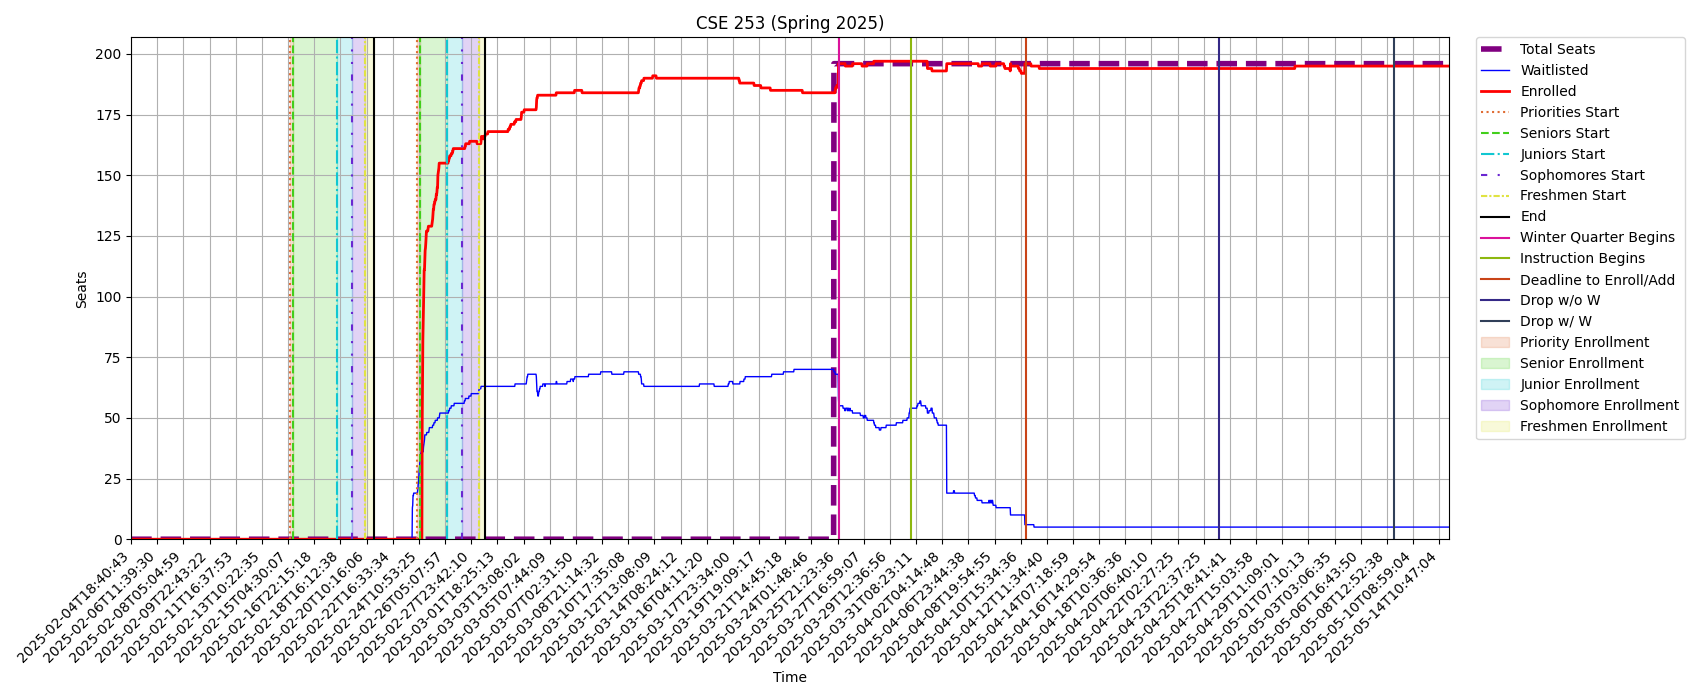 CSE 253 (Spring 2025)
200
175
150
125
100
75
50
25
0
Seats
2025-02-04T18:40:43
2025-02-06T11:39:30
2025-02-08T05:04:59
2025-02-09T22:43:22
2025-02-11T16:37:53
2025-02-13T10:22:35
2025-02-15T04:30:07
2025-02-16T22:15:18
2025-02-18T16:12:38
2025-02-20T10:16:06
2025-02-22T16:33:34
2025-02-24T10:53:25
2025-02-26T05:07:57
2025-02-27T23:42:10
2025-03-01T18:25:13
2025-03-03T13:08:02
2025-03-05T07:44:09
2025-03-07T02:31:50
2025-03-08T21:14:32
2025-03-10T17:35:08
2025-03-12T13:08:09
2025-03-14T08:24:12
2025-03-16T04:11:20
2025-03-17T23:34:00
2025-03-19T19:09:17
2025-03-21T14:45:18
2025-03-24T01:48:46
2025-03-25T21:23:36
2025-03-27T16:59:07
2025-03-29T12:36:56
2025-03-31T08:23:11
2025-04-02T04:14:48
2025-04-06T23:44:38
2025-04-08T19:54:55
2025-04-10T15:34:36
2025-04-12T11:34:40
2025-04-14T07:18:59
2025-04-16T14:29:54
2025-04-18T10:36:36
2025-04-20T06:40:10
2025-04-22T02:27:25
2025-04-23T22:37:25
2025-04-25T18:41:41
2025-04-27T15:03:58
2025-04-29T11:09:01
2025-05-01T07:10:13
2025-05-03T03:06:35
2025-05-06T16:43:50
2025-05-08T12:52:38
2025-05-10T08:59:04
2025-05-14T10:47:04
Time
Total Seats
Waitlisted
Enrolled
Priorities Start
Seniors Start
Juniors Start
Sophomores Start
Freshmen Start
End
Winter Quarter Begins
Instruction Begins
Deadline to Enroll/Add
Drop w/o W
Drop w/ W
Priority Enrollment
Senior Enrollment
Junior Enrollment
Sophomore Enrollment
Freshmen Enrollment